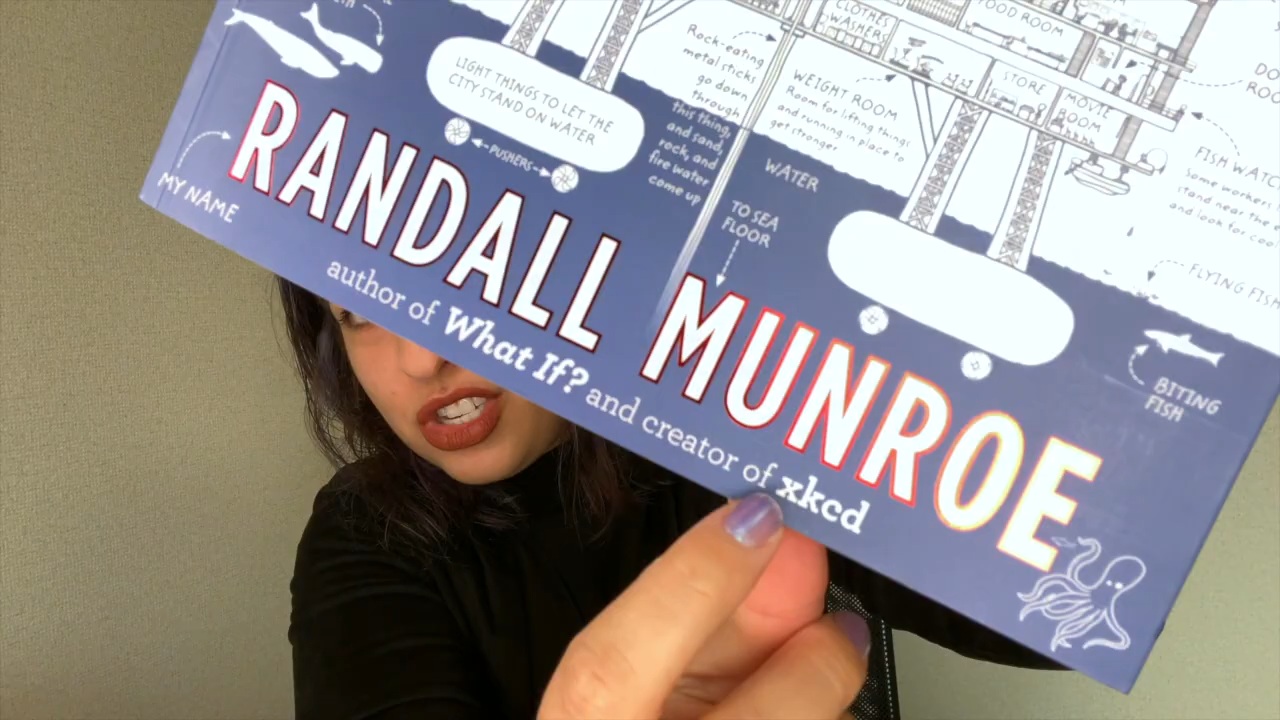 CLOTHES
WASHERS
FOOD ROOM
Rock-eating
metal sticks
go down
through
this thing,
and sand,
rock, and
fire water
come up
WEIGHT ROOM
Room for lifting things
and running in place to
get stronger
STORE
MOVIE
ROOM
LIGHT THINGS TO LET THE
CITY STAND ON WATER
PUSHERS
WATER
TO SEA
FLOOR
FISH WATC
Some workers
stand near the
and look for coo
FLYING FISH
BITING
FISH
MY NAME
RANDALL MUNROE
author of What If? and creator of xkcd